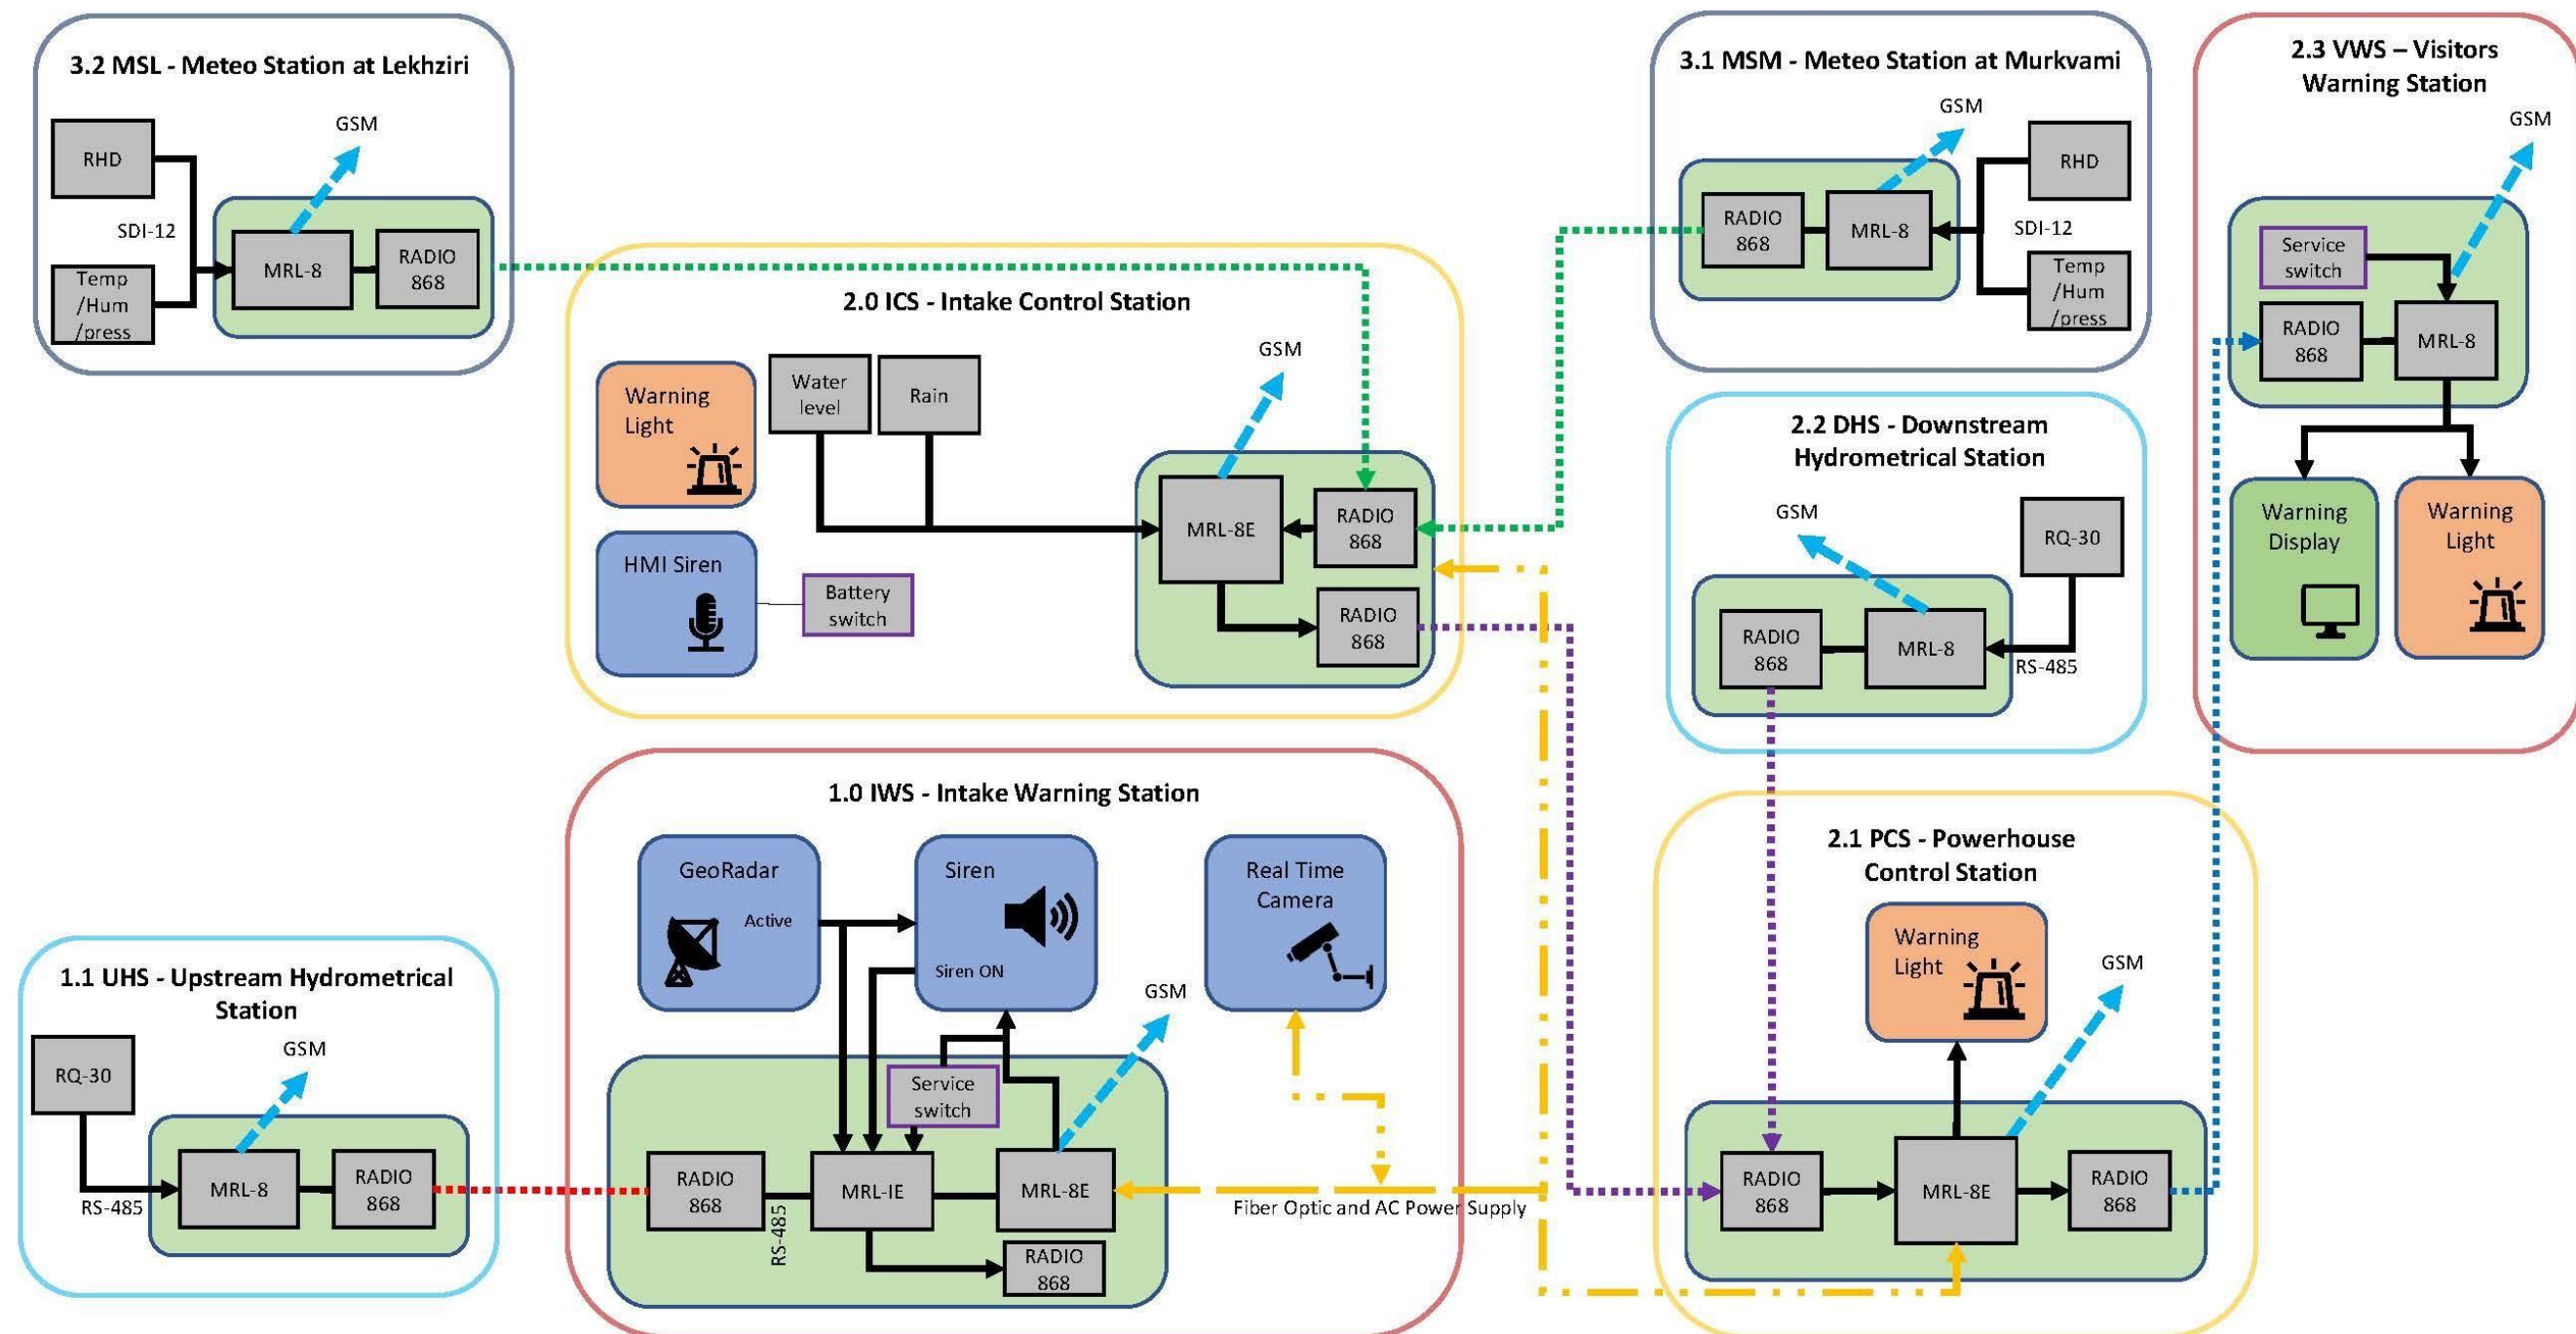 3.2 MSL - Meteo Station at Lekhziri
GSM
RHD
SDI-12
MRL-8
RADIO
868
Temp
/Hum
/press
2.0 ICS - Intake Control Station
GSM
Warning
Light
Water
level
Rain
MRL-8E
RADIO
868
HMI Siren
Battery
switch
RADIO
868
3.1 MSM - Meteo Station at Murkvami
GSM
RADIO
868
MRL-8
RHD
SDI-12
Temp
/Hum
/press
2.3 VWS – Visitors
Warning Station
GSM
Service
switch
RADIO
868
MRL-8
Warning
Display
Warning
Light
2.2 DHS - Downstream
Hydrometrical Station
GSM
RQ-30
RADIO
868
MRL-8
RS-485
1.0 IWS - Intake Warning Station
GeoRadar
Active
Siren
Siren ON
Real Time
Camera
GSM
Service
switch
RADIO
868
RS-485
MRL-IE
MRL-8E
RADIO
868
Fiber Optic and AC Power Supply
1.1 UHS - Upstream Hydrometrical
Station
RQ-30
GSM
RS-485
MRL-8
RADIO
868
2.1 PCS - Powerhouse
Control Station
Warning
Light
GSM
RADIO
868
MRL-8E
RADIO
868